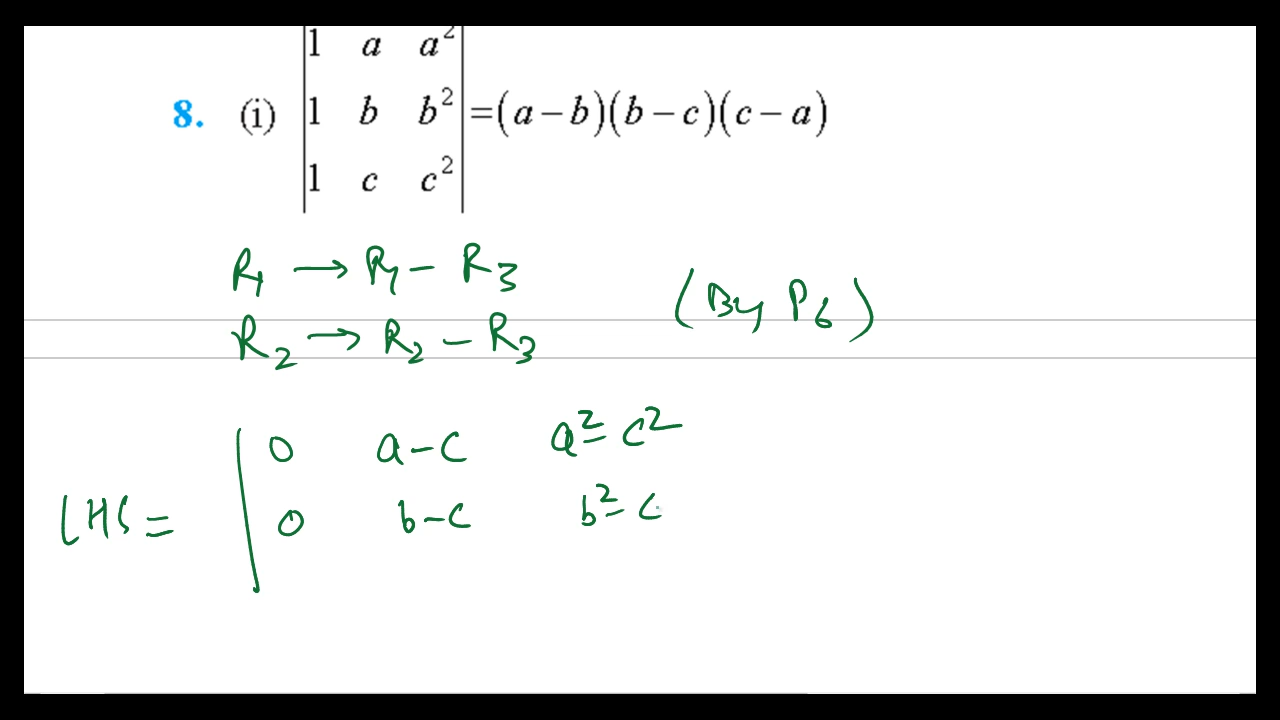 1 a a²
8. (i) 1 b b² =(a−b)(b−c)(c−a)
1 c c²
R₁ → R₁ − R₃
(By P6)
R₂ → R₂ − R₃
0 a−c a²−c²
LHS = 0 b−c b²−c